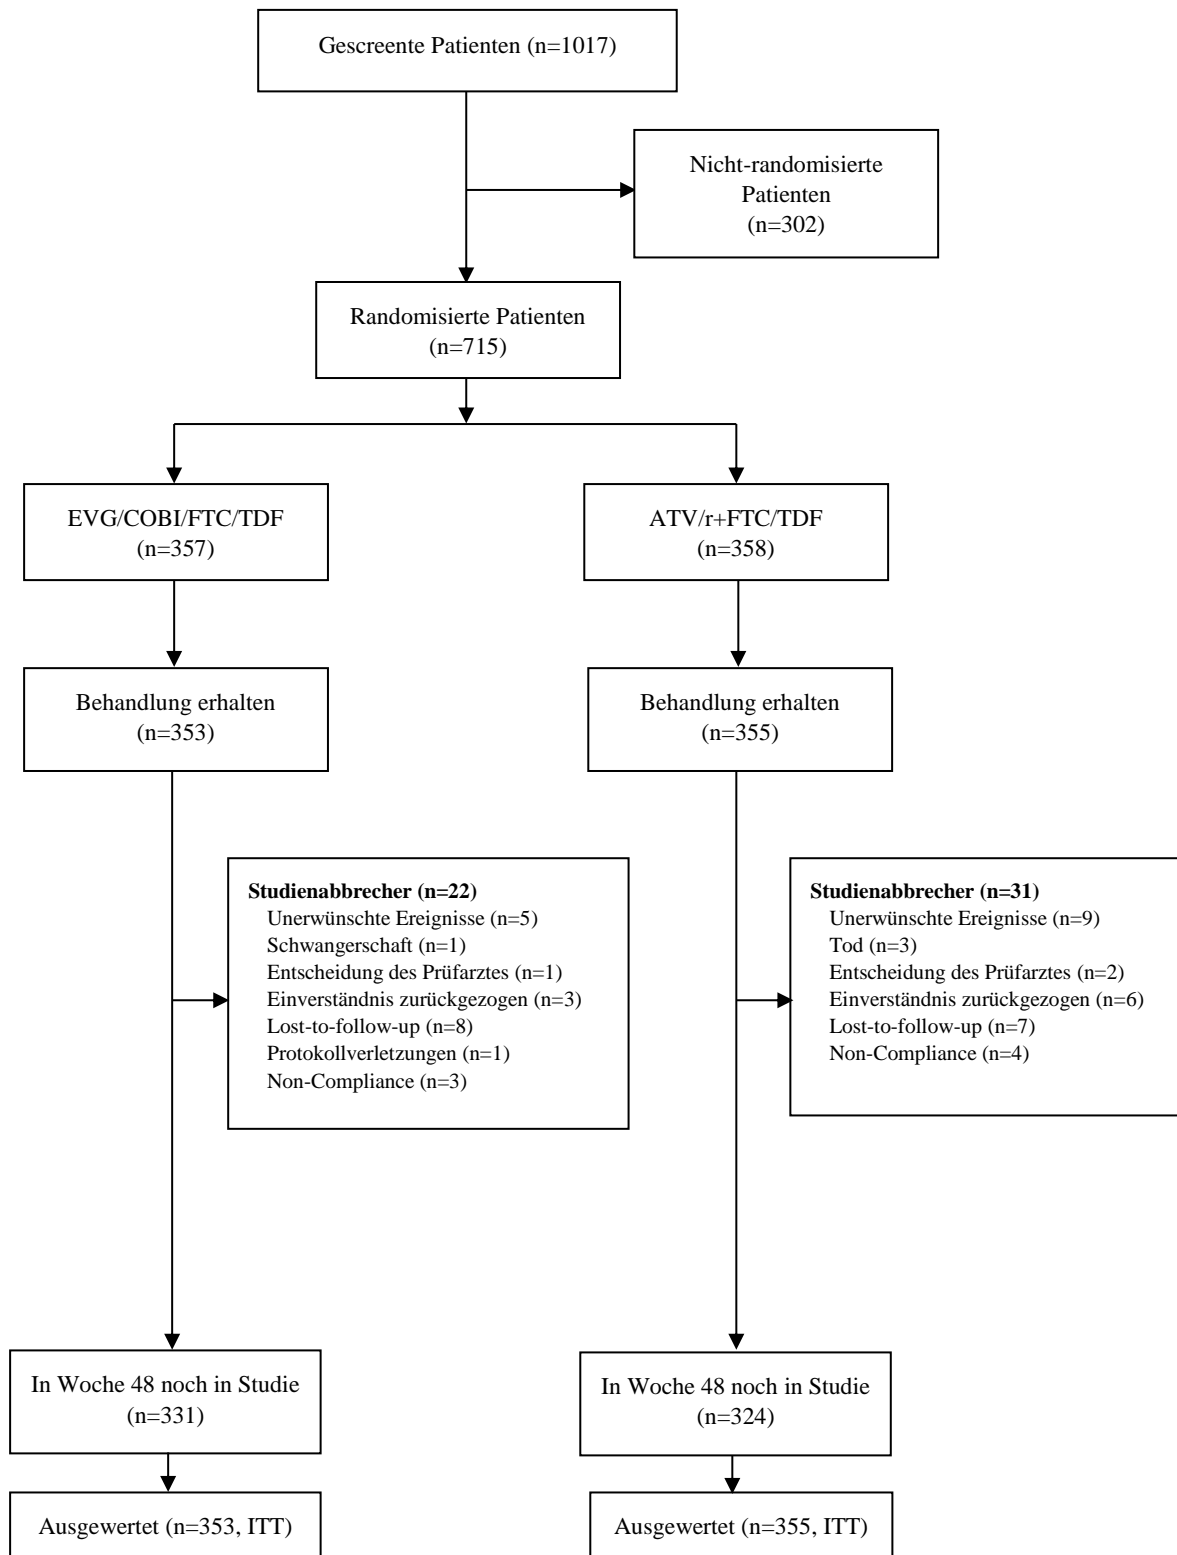 Gescreente Patienten (n=1017)
Nicht-randomisierte
Patienten
(n=302)
Randomisierte Patienten
(n=715)
EVG/COBI/FTC/TDF
(n=357)
ATV/r+FTC/TDF
(n=358)
Behandlung erhalten
(n=353)
Behandlung erhalten
(n=355)
Studienabbrecher (n=22)
Unerwünschte Ereignisse (n=5)
Schwangerschaft (n=1)
Entscheidung des Prüfarztes (n=1)
Einverständnis zurückgezogen (n=3)
Lost-to-follow-up (n=8)
Protokollverletzungen (n=1)
Non-Compliance (n=3)
Studienabbrecher (n=31)
Unerwünschte Ereignisse (n=9)
Tod (n=3)
Entscheidung des Prüfarztes (n=2)
Einverständnis zurückgezogen (n=6)
Lost-to-follow-up (n=7)
Non-Compliance (n=4)
In Woche 48 noch in Studie
(n=331)
In Woche 48 noch in Studie
(n=324)
Ausgewertet (n=353, ITT)
Ausgewertet (n=355, ITT)